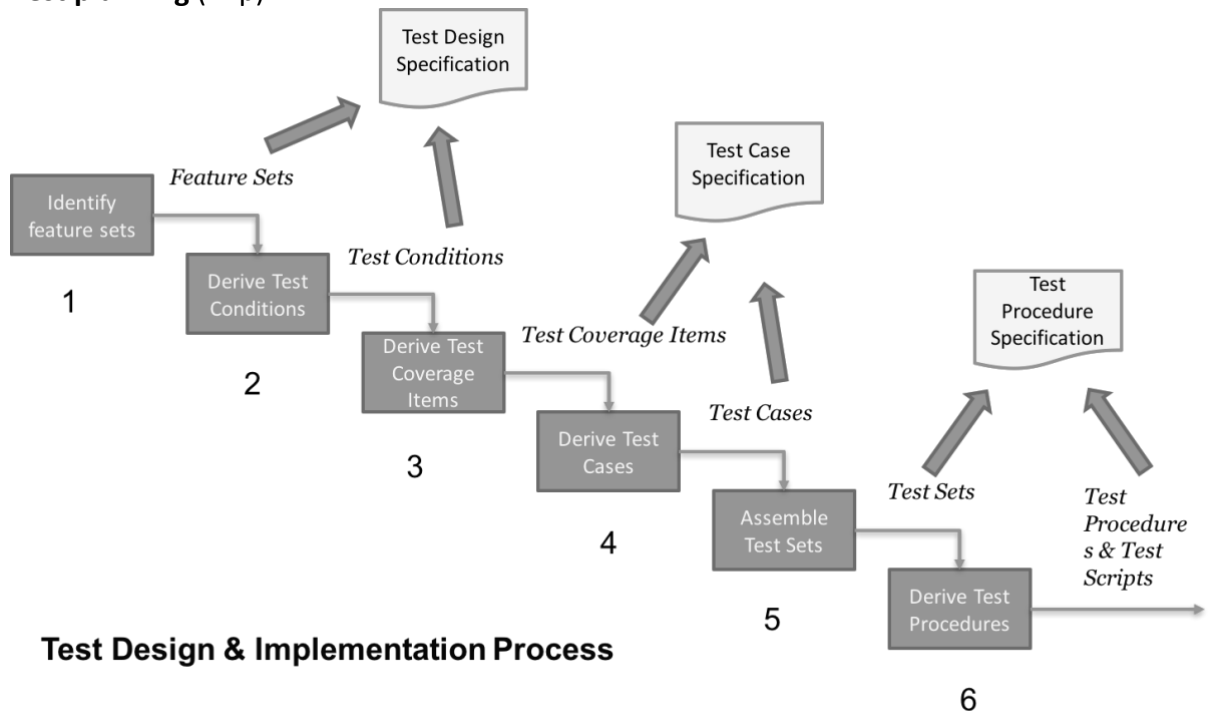 Test Design
Specification
Test Case
Specification
Feature Sets
Identify
feature sets
Test Conditions
Derive Test
Conditions
1
Test
Procedure
Specification
Test Coverage Items
Derive Test
Coverage
Items
2
Test Cases
Derive Test
Cases
3
Test Sets
Test
Procedure
s & Test
Scripts
Assemble
Test Sets
4
Derive Test
Procedures
5
Test Design & Implementation Process
6